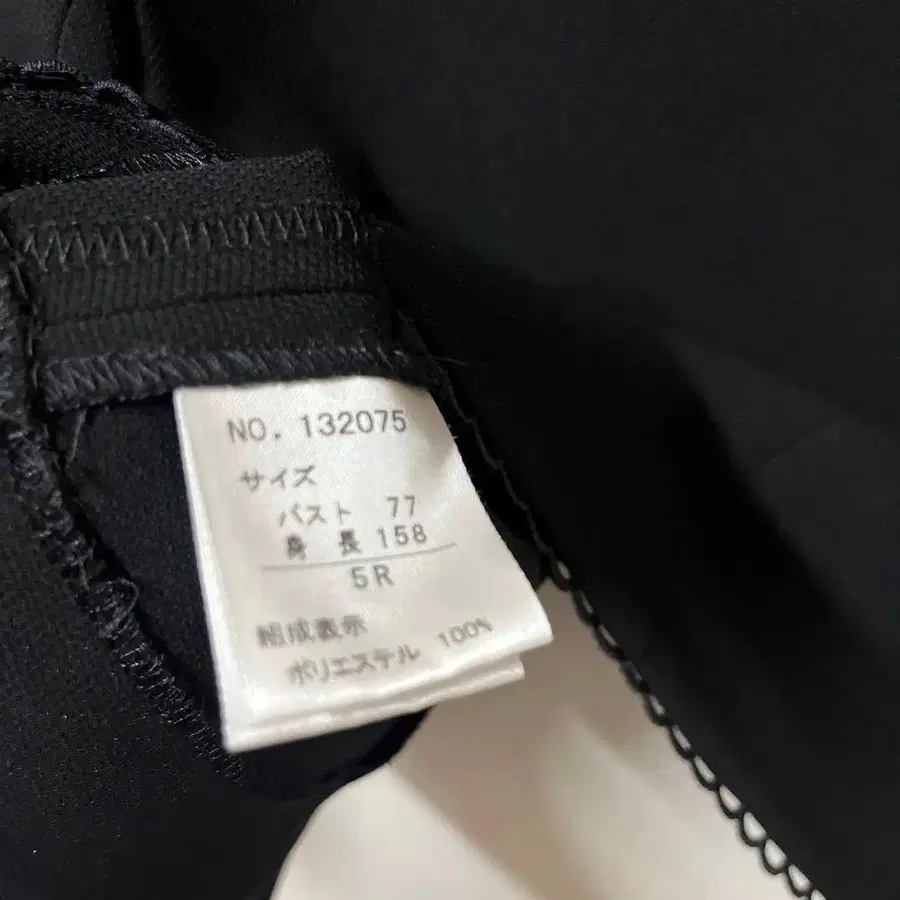 NO. 132075
サイズ
バスト 77
身長 158
5R
組成表示
ポリエステル 100%